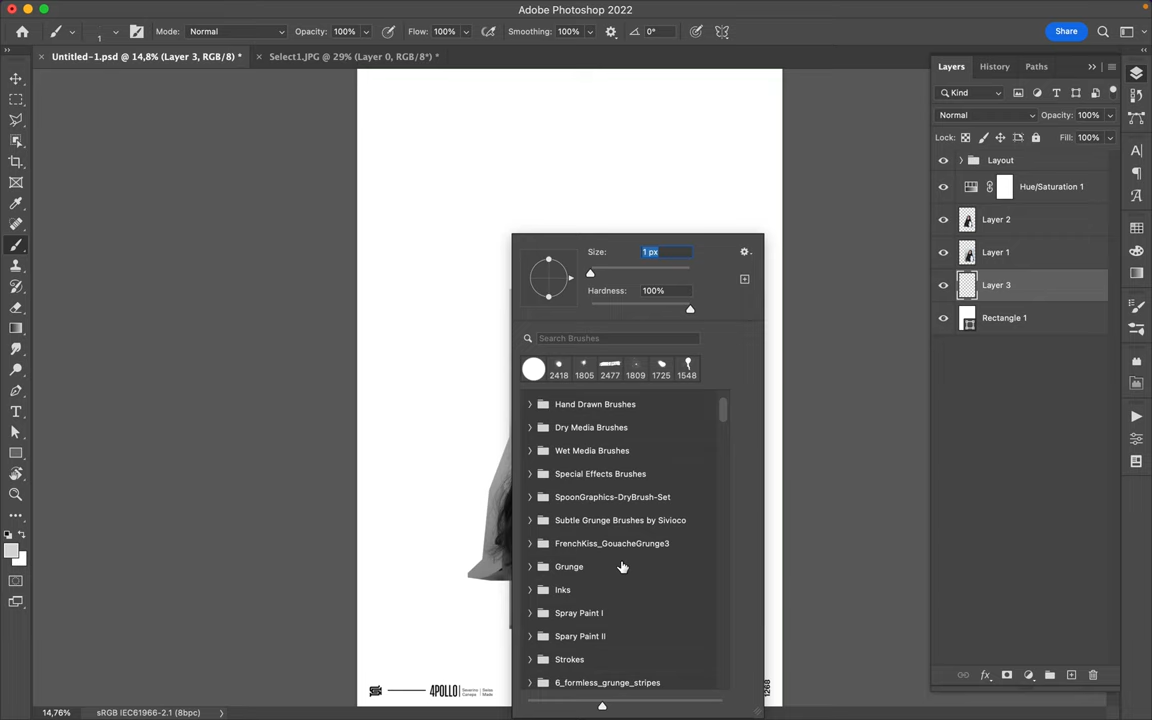 Adobe Photoshop 2022
1 Mode: Normal Opacity: 100% Flow: 100% Smoothing: 100% 0° Share
Untitled-1.psd @ 14,8% (Layer 3, RGB/8) * Select1.JPG @ 29% (Layer 0, RGB/8*) *
Layers History Paths
Kind
Normal Opacity: 100%
Lock: Fill: 100%
Layout
Hue/Saturation 1
Layer 2
Layer 1
Layer 3
Rectangle 1
Size: 1 px
Hardness: 100%
Search Brushes
2418 1805 2477 1809 1725 1548
Hand Drawn Brushes
Dry Media Brushes
Wet Media Brushes
Special Effects Brushes
SpoonGraphics-DryBrush-Set
Subtle Grunge Brushes by Sivioco
FrenchKiss_GouacheGrunge3
Grunge
Inks
Spray Paint I
Spary Paint II
Strokes
6_formless_grunge_stripes
4POLLO
1268
14,76% sRGB IEC61966-2.1 (8bpc)